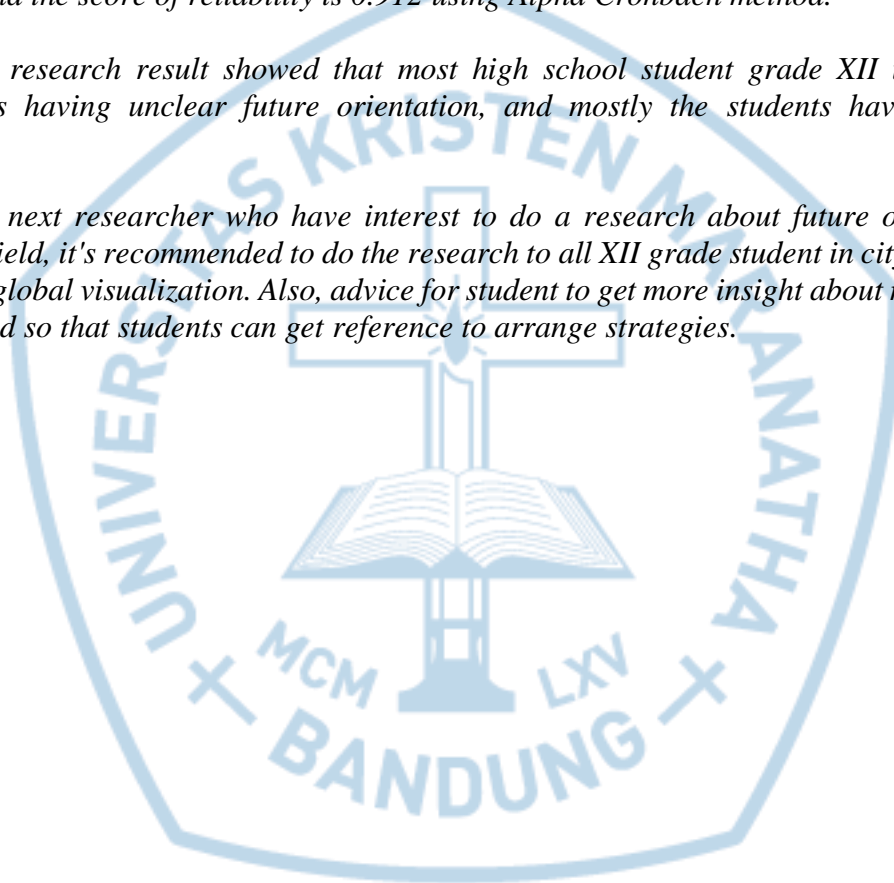 the score of reliability is 0.912 using Alpha Cronbach method.
research result showed that most high school student grade XII
s having unclear future orientation, and mostly the students hav
next researcher who have interest to do a research about future o
ield, it's recommended to do the research to all XII grade student in city
global visualization. Also, advice for student to get more insight about
d so that students can get reference to arrange strategies.
UNIVERSITAS KRISTEN MARANATHA
MCM LXV
BANDUNG